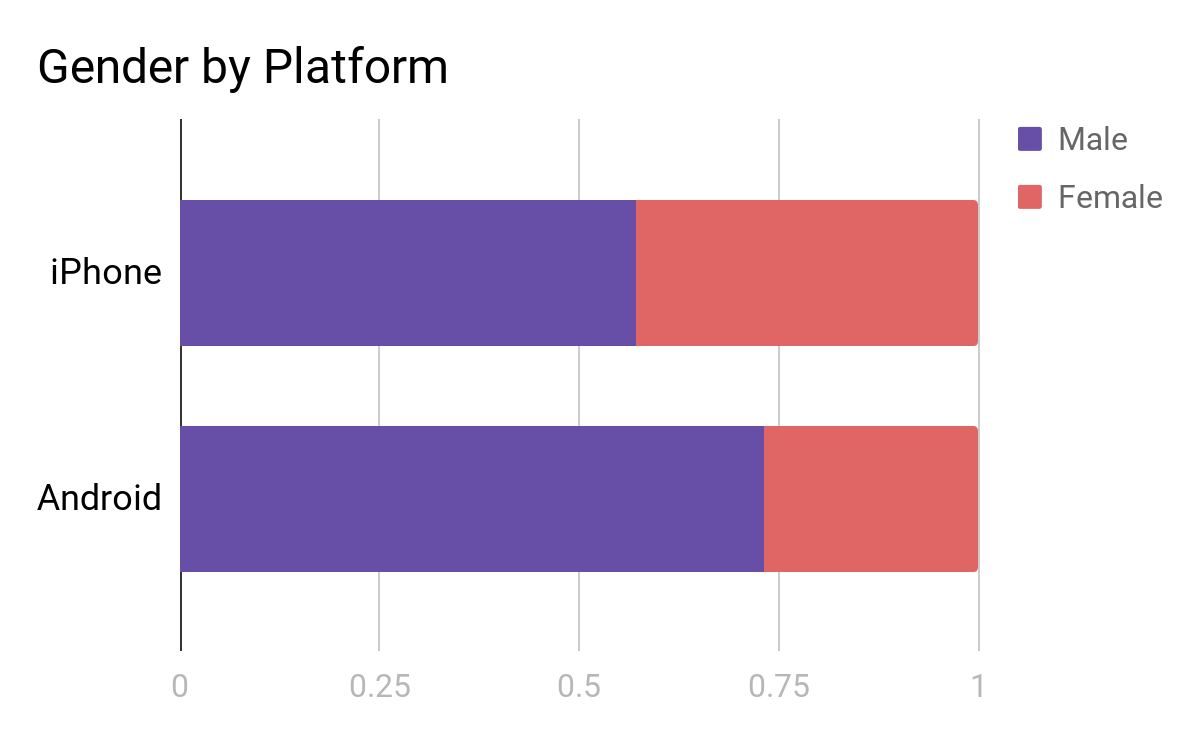 Gender by Platform
Male
Female
iPhone
Android
0 0.25 0.5 0.75 1